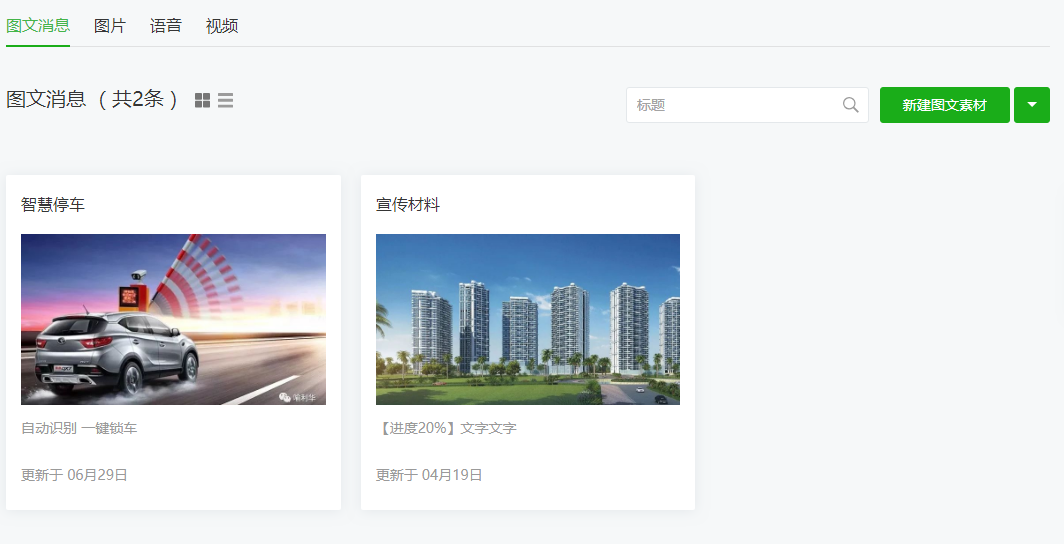 图文消息 图片 语音 视频
图文消息（共2条）
标题
新建图文素材
智慧停车
宣传材料
自动识别 一键锁车
【进度20%】文字文字
更新于 06月29日
更新于 04月19日